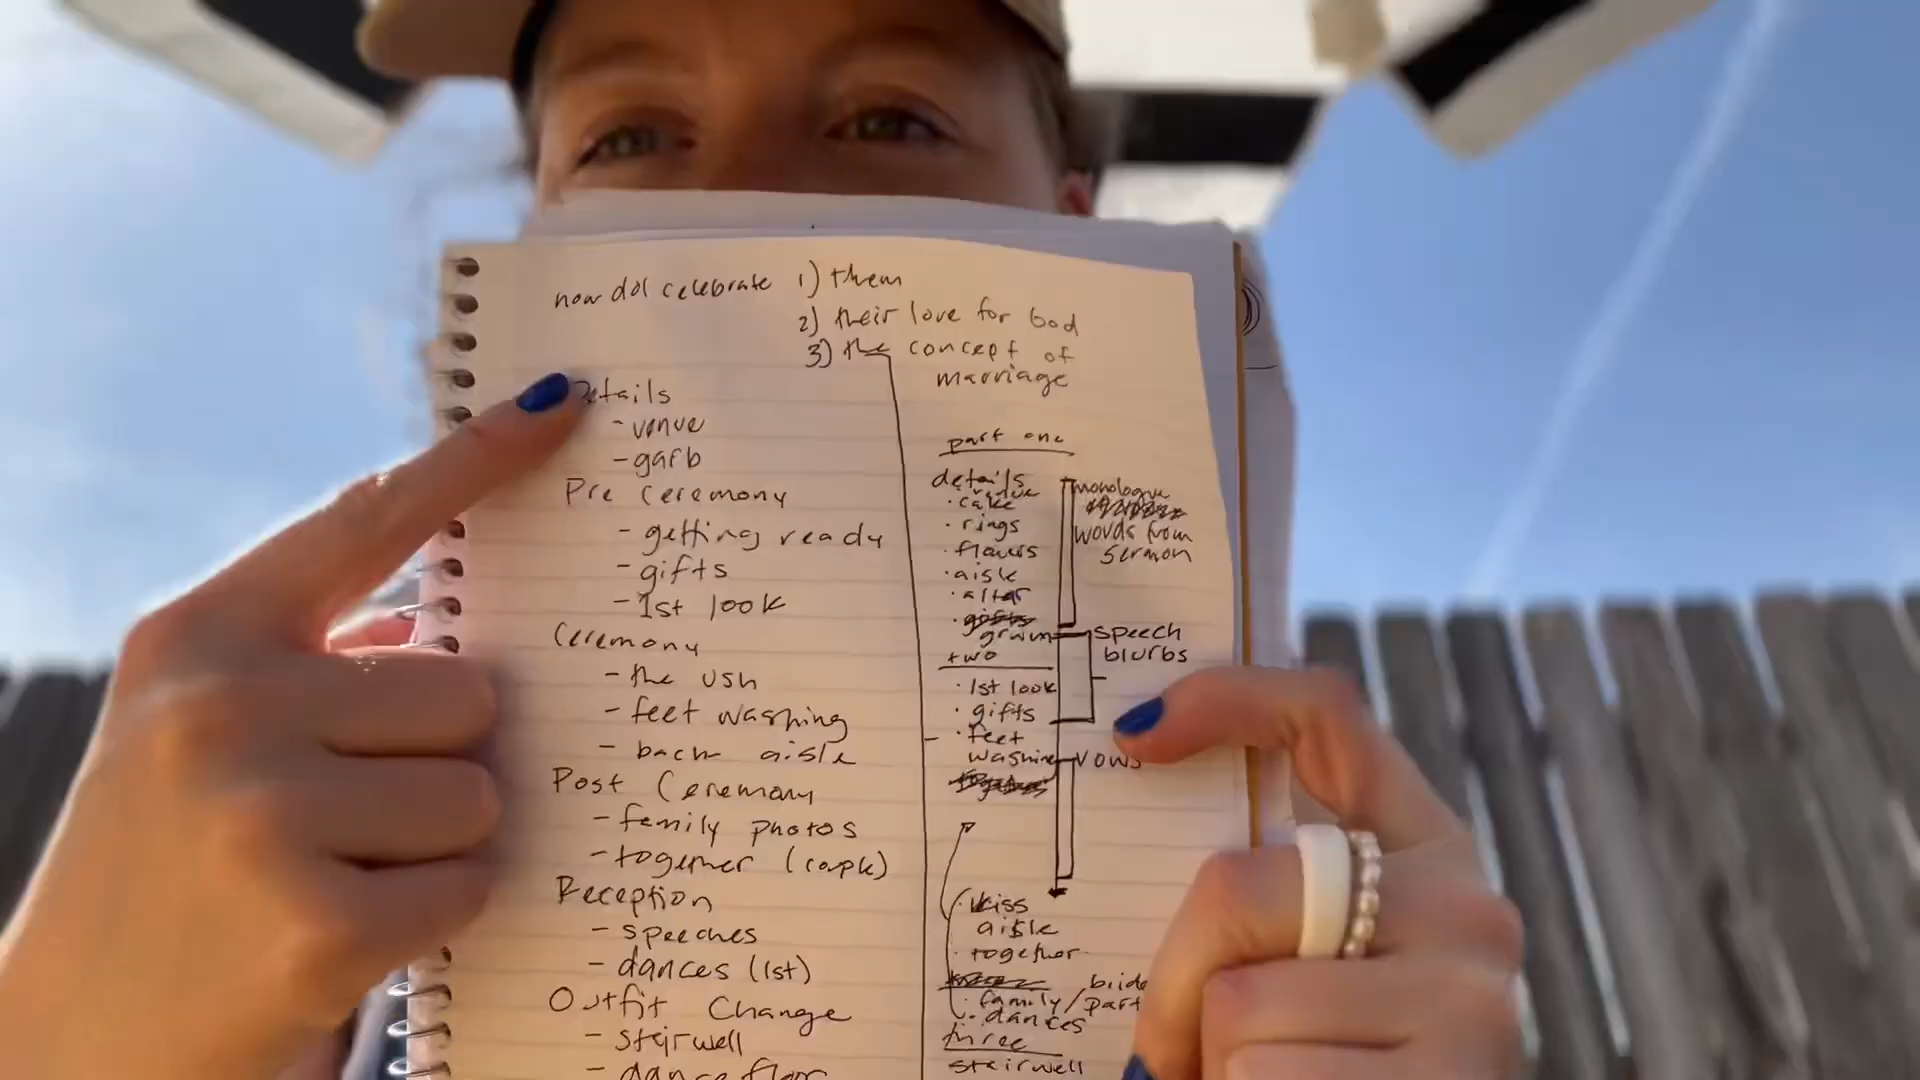 how do I celebrate 1) them
2) their love for God
3) the concept of
marriage
Details
- venue
- garb
Pre Ceremony
- getting ready
- gifts
- 1st look
Ceremony
- the ush
- feet washing
- back aisle
Post Ceremony
- family photos
- together (couple)
Reception
- speeches
- dances (1st)
Outfit Change
- stairwell
- dance floor
part one
details
· cake
· rings
· flowers
· aisle
· altar
groom
two
· 1st look
· gifts
· feet
washing
· kiss
aisle
· together
· family/
· dances
three
stairwell
monologue
words from
sermon
speech
blurbs
vows